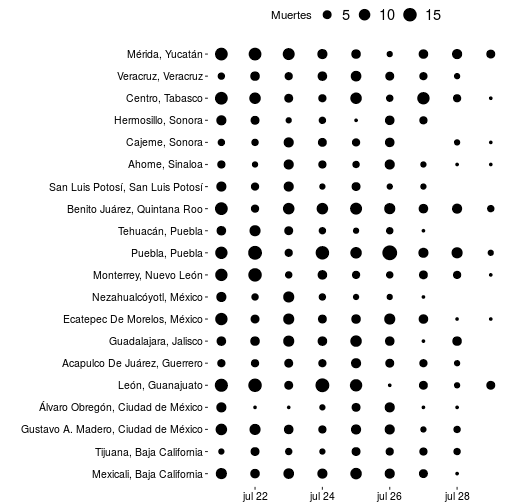 Muertes 5 10 15
Mérida, Yucatán
Veracruz, Veracruz
Centro, Tabasco
Hermosillo, Sonora
Cajeme, Sonora
Ahome, Sinaloa
San Luis Potosí, San Luis Potosí
Benito Juárez, Quintana Roo
Tehuacán, Puebla
Puebla, Puebla
Monterrey, Nuevo León
Nezahualcóyotl, México
Ecatepec De Morelos, México
Guadalajara, Jalisco
Acapulco De Juárez, Guerrero
León, Guanajuato
Álvaro Obregón, Ciudad de México
Gustavo A. Madero, Ciudad de México
Tijuana, Baja California
Mexicali, Baja California
jul 22 jul 24 jul 26 jul 28